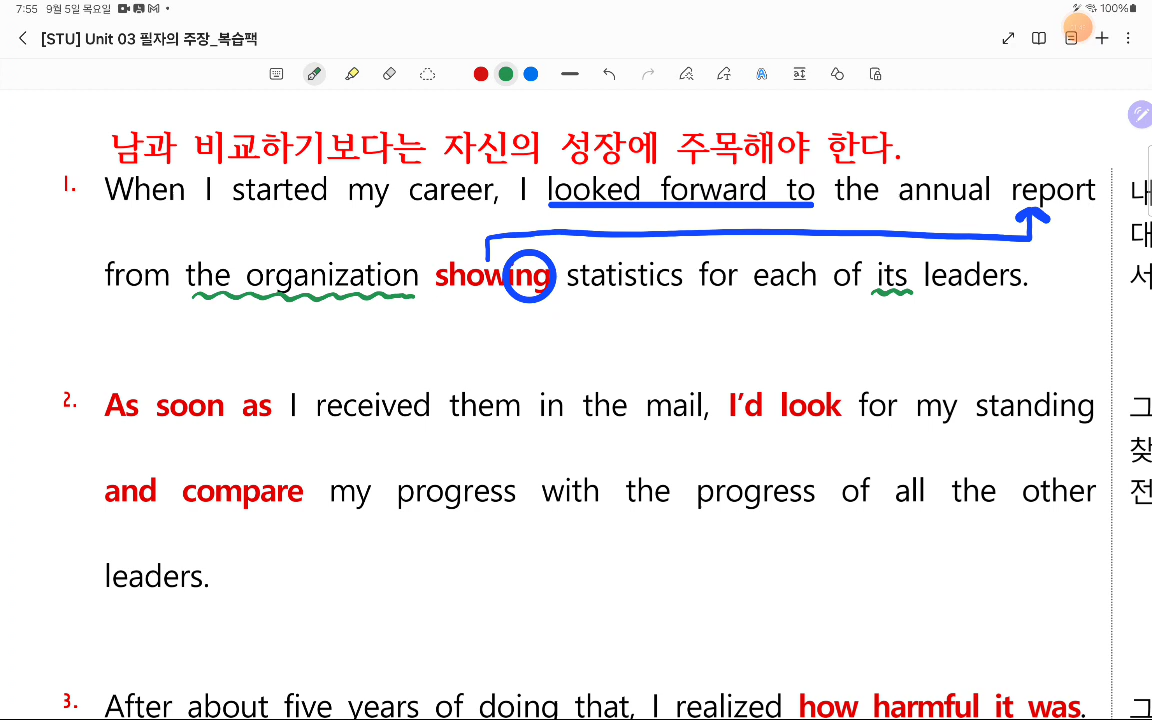 7:55 9월 5일 목요일
100%
[STU] Unit 03 필자의 주장_복습팩
남과 비교하기보다는 자신의 성장에 주목해야 한다.
1. When I started my career, I looked forward to the annual report
from the organization showing statistics for each of its leaders.
2. As soon as I received them in the mail, I'd look for my standing
and compare my progress with the progress of all the other
leaders.
3. After about five years of doing that, I realized how harmful it was.
그
찾
전
그